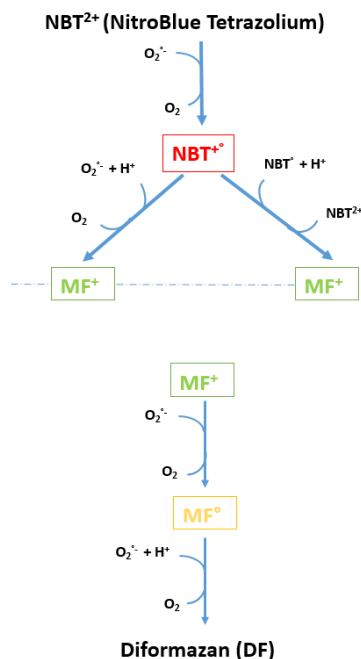 NBT²⁺ (NitroBlue Tetrazolium)
O₂°⁻
O₂
NBT⁺°
O₂°⁻ + H⁺
NBT° + H⁺
O₂
NBT²⁺
MF⁺
MF⁺
MF⁺
O₂°⁻
O₂
MF°
O₂°⁻ + H⁺
O₂
Diformazan (DF)